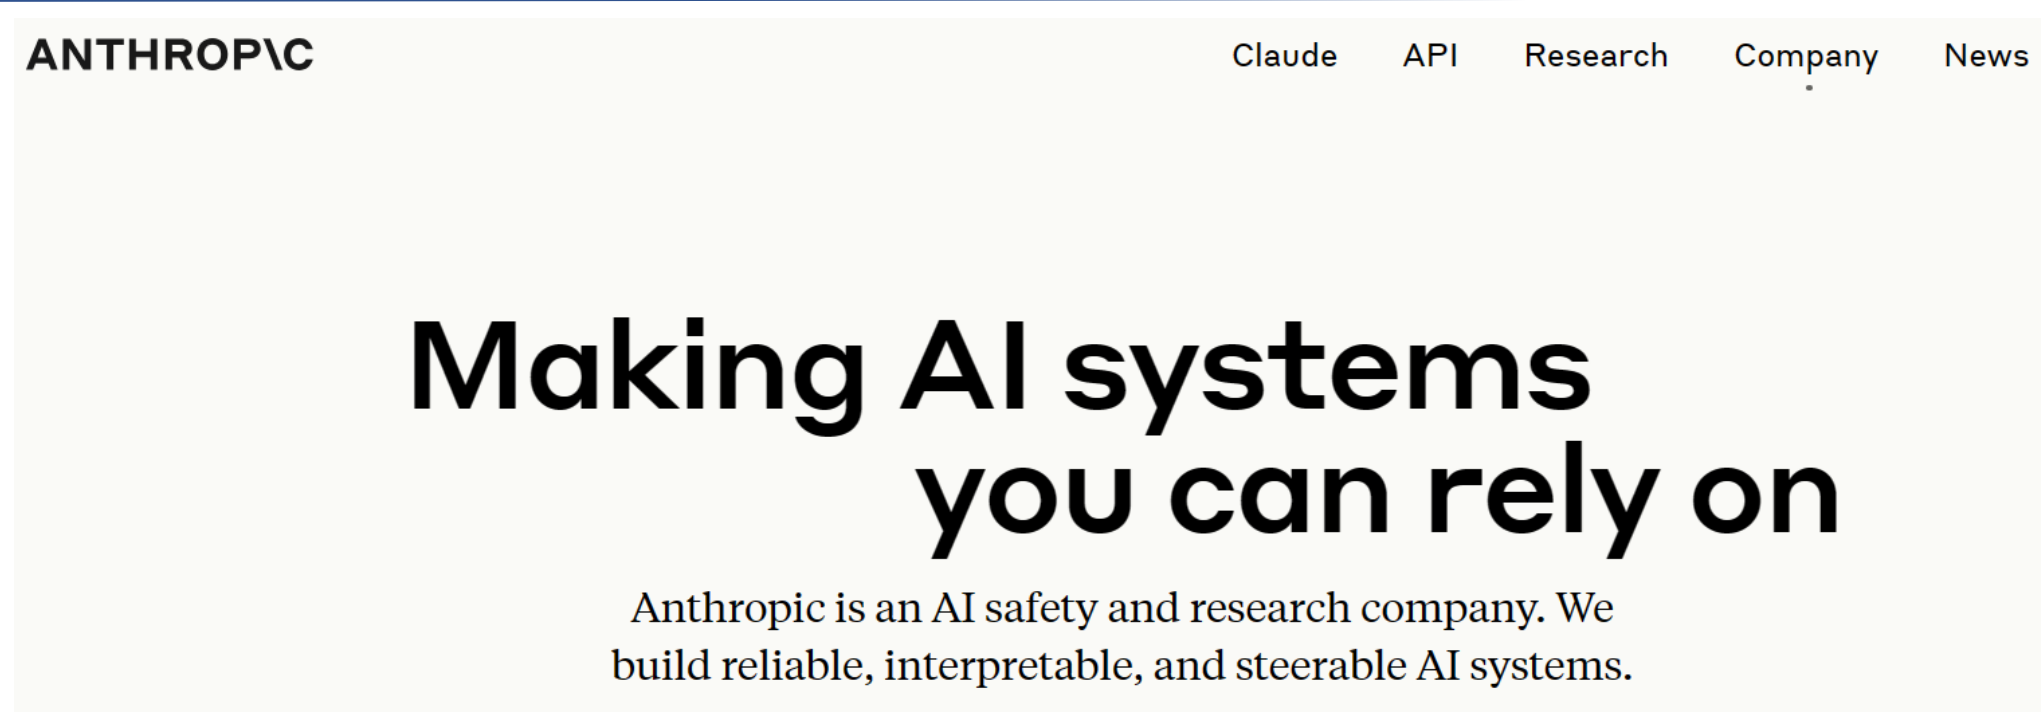 ANTHROP\C
Claude API Research Company News
Making AI systems
you can rely on
Anthropic is an AI safety and research company. We
build reliable, interpretable, and steerable AI systems.